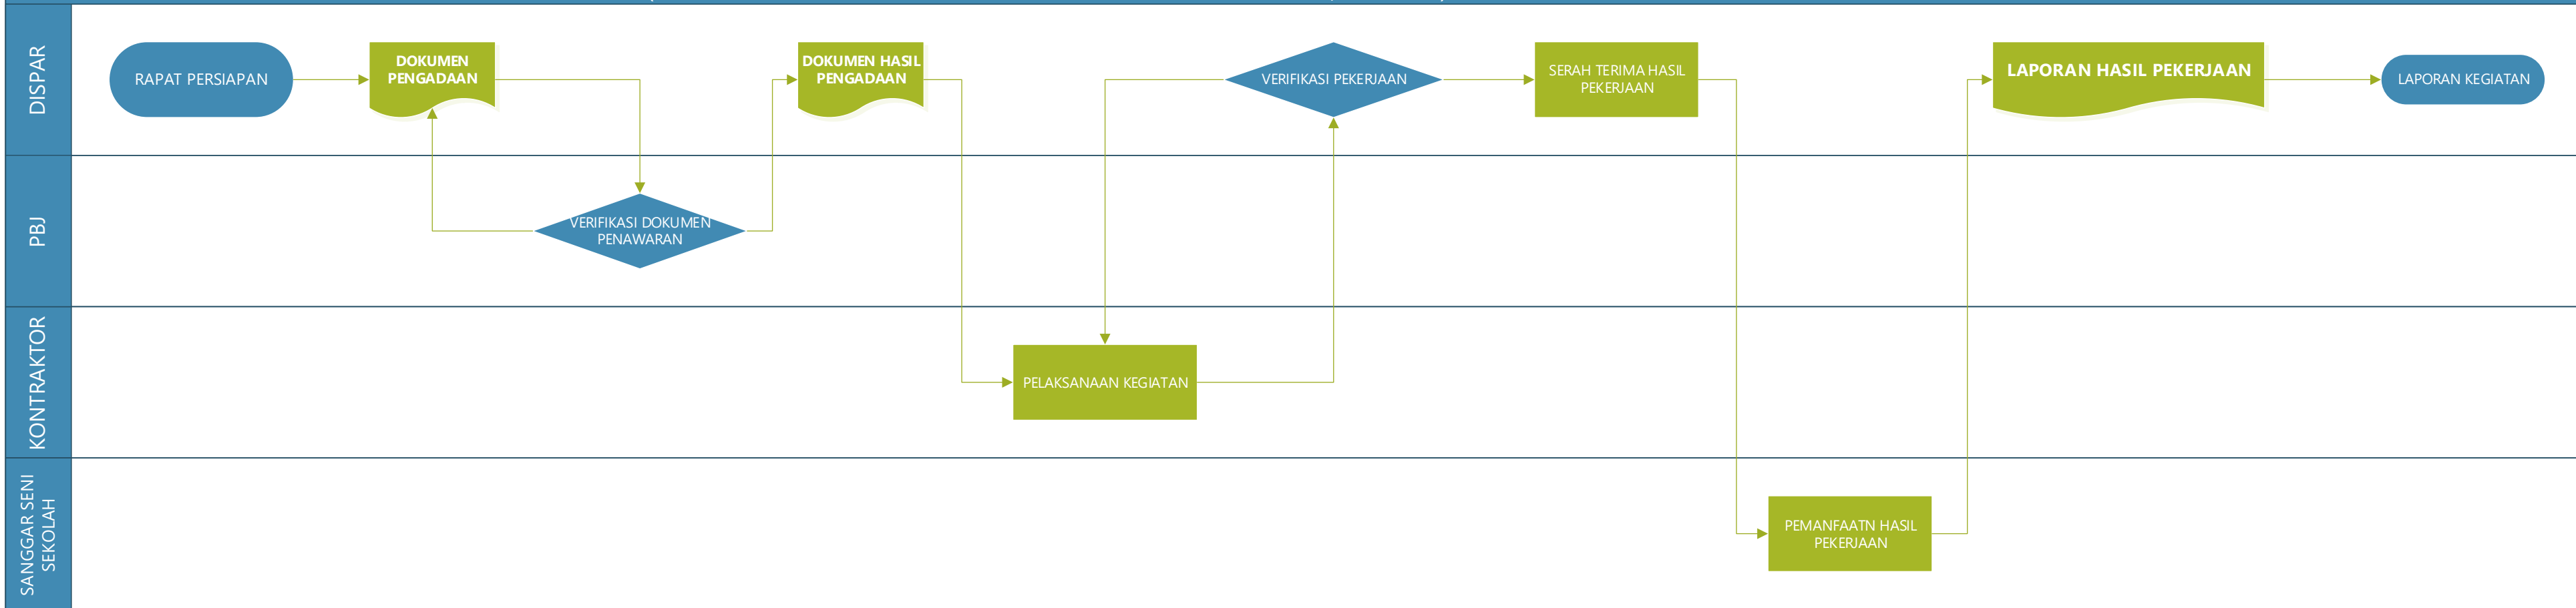 DISPAR
RAPAT PERSIAPAN
DOKUMEN
PENGADAAN
DOKUMEN HASIL
PENGADAAN
VERIFIKASI PEKERJAAN
SERAH TERIMA HASIL
PEKERJAAN
LAPORAN HASIL PEKERJAAN
LAPORAN KEGIATAN
PBJ
VERIFIKASI DOKUMEN
PENAWARAN
KONTRAKTOR
PELAKSANAAN KEGIATAN
SANGGAR SENI
SEKOLAH
PEMANFAATN HASIL
PEKERJAAN